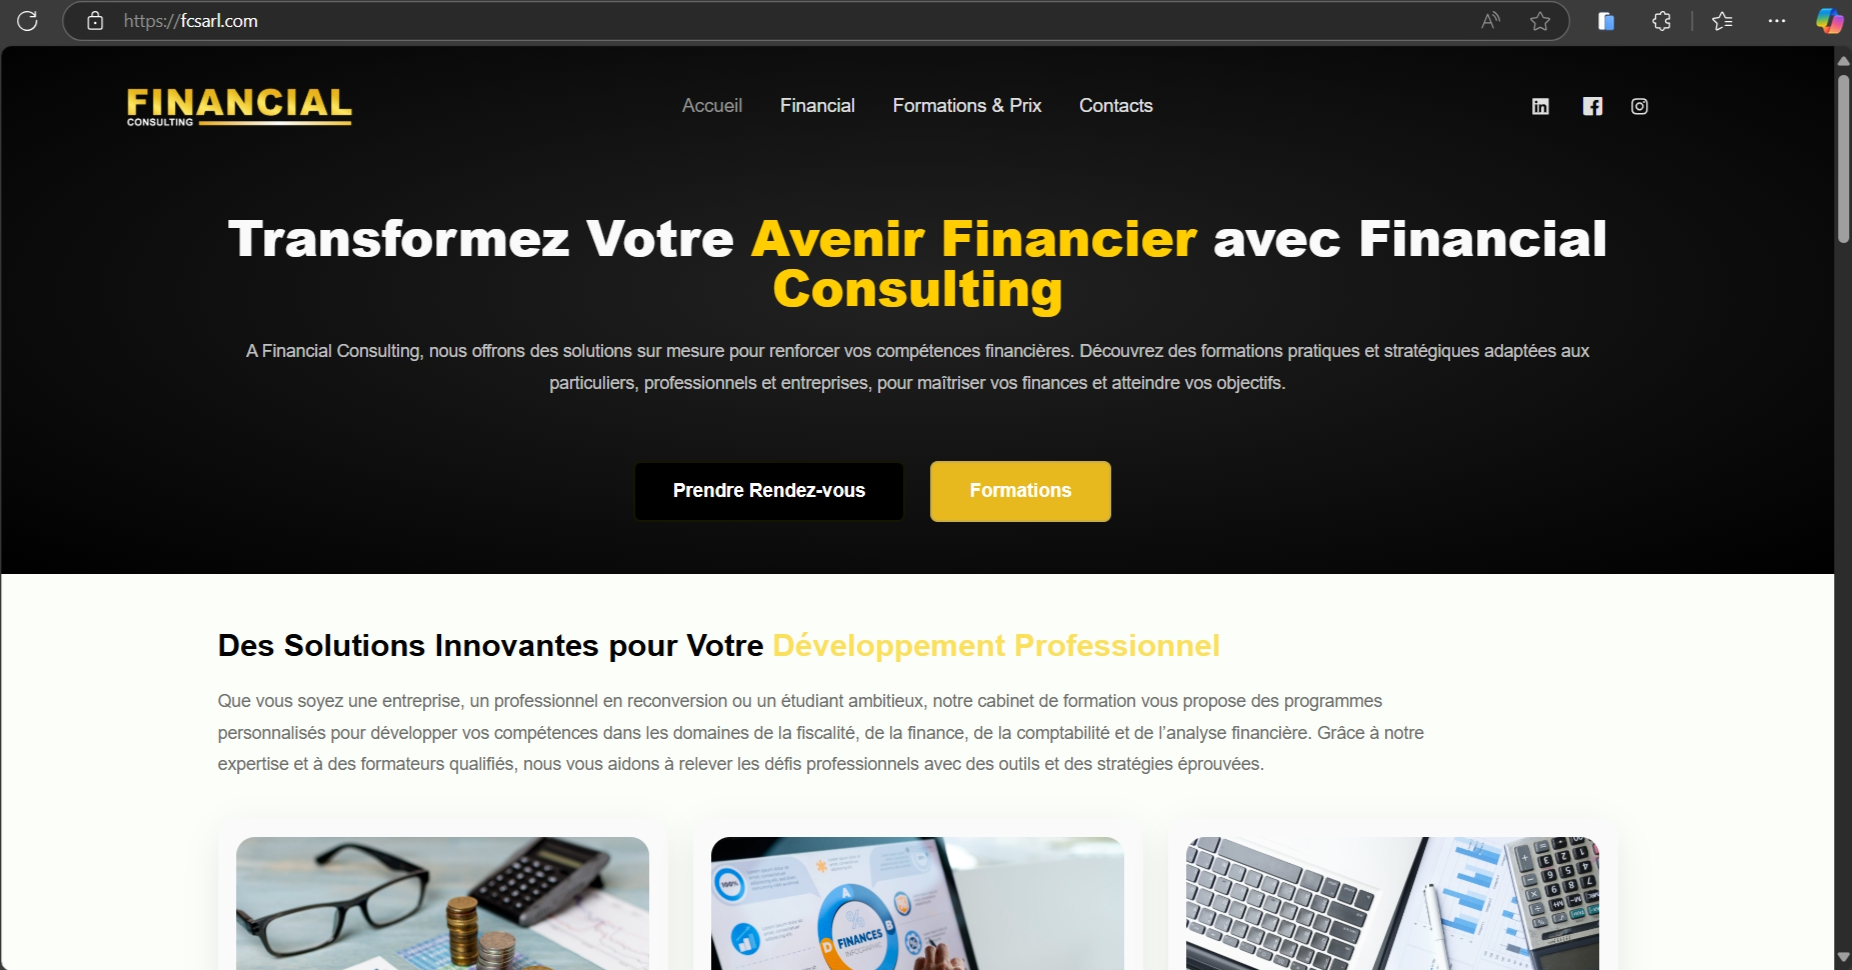 https://fcsarl.com
FINANCIAL
CONSULTING
Accueil Financial Formations & Prix Contacts
Transformez Votre Avenir Financier avec Financial
Consulting
A Financial Consulting, nous offrons des solutions sur mesure pour renforcer vos compétences financières. Découvrez des formations pratiques et stratégiques adaptées aux
particuliers, professionnels et entreprises, pour maîtriser vos finances et atteindre vos objectifs.
Prendre Rendez-vous Formations
Des Solutions Innovantes pour Votre Développement Professionnel
Que vous soyez une entreprise, un professionnel en reconversion ou un étudiant ambitieux, notre cabinet de formation vous propose des programmes
personnalisés pour développer vos compétences dans les domaines de la fiscalité, de la finance, de la comptabilité et de l’analyse financière. Grâce à notre
expertise et à des formateurs qualifiés, nous vous aidons à relever les défis professionnels avec des outils et des stratégies éprouvées.
100%
A
B
D
FINANCES
INFOGRAPHIC